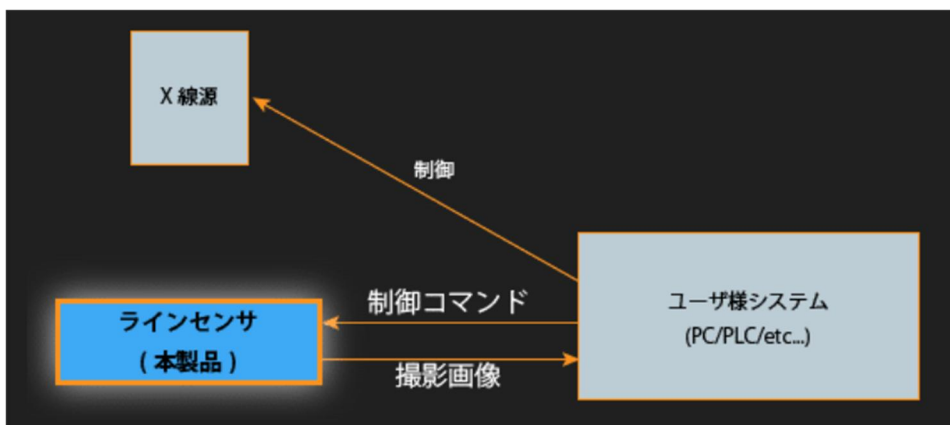 X 線源
制御
制御コマンド
ラインセンサ
( 本製品 )
撮影画像
ユーザ様システム
(PC/PLC/etc...)